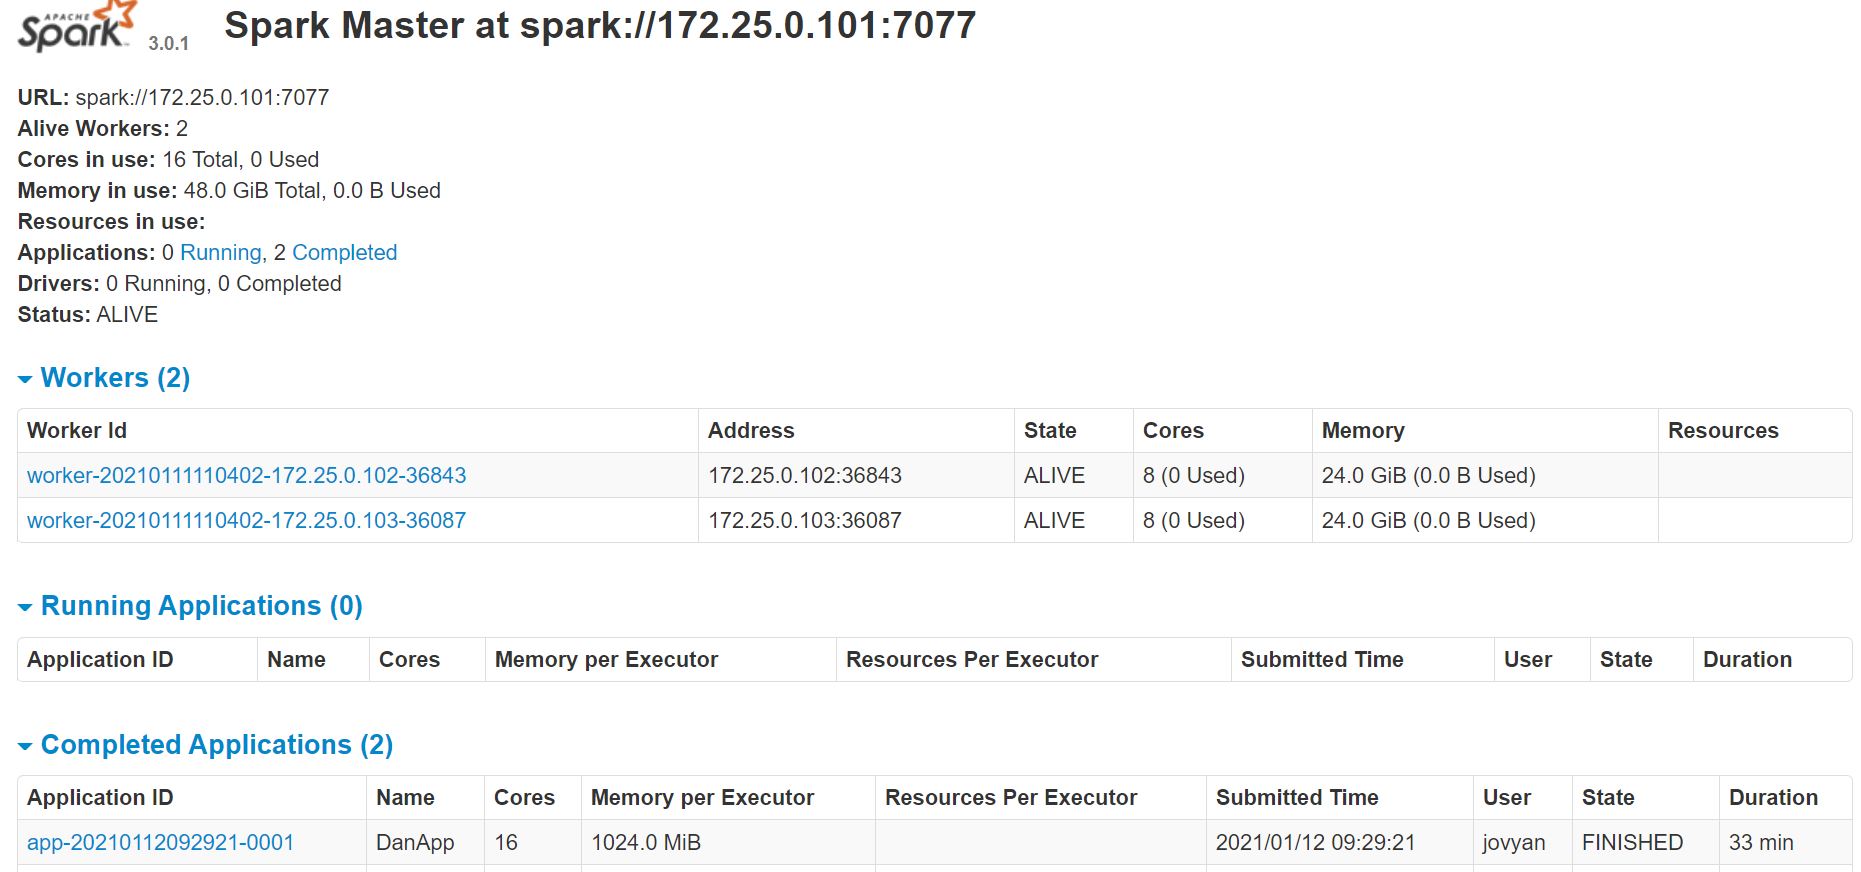 APACHE
Spark 3.0.1 Spark Master at spark://172.25.0.101:7077
URL: spark://172.25.0.101:7077
Alive Workers: 2
Cores in use: 16 Total, 0 Used
Memory in use: 48.0 GiB Total, 0.0 B Used
Resources in use:
Applications: 0 Running, 2 Completed
Drivers: 0 Running, 0 Completed
Status: ALIVE
Workers (2)
Worker Id Address State Cores Memory Resources
worker-20210111110402-172.25.0.102-36843 172.25.0.102:36843 ALIVE 8 (0 Used) 24.0 GiB (0.0 B Used)
worker-20210111110402-172.25.0.103-36087 172.25.0.103:36087 ALIVE 8 (0 Used) 24.0 GiB (0.0 B Used)
Running Applications (0)
Application ID Name Cores Memory per Executor Resources Per Executor Submitted Time User State Duration
Completed Applications (2)
Application ID Name Cores Memory per Executor Resources Per Executor Submitted Time User State Duration
app-20210112092921-0001 DanApp 16 1024.0 MiB 2021/01/12 09:29:21 jovyan FINISHED 33 min